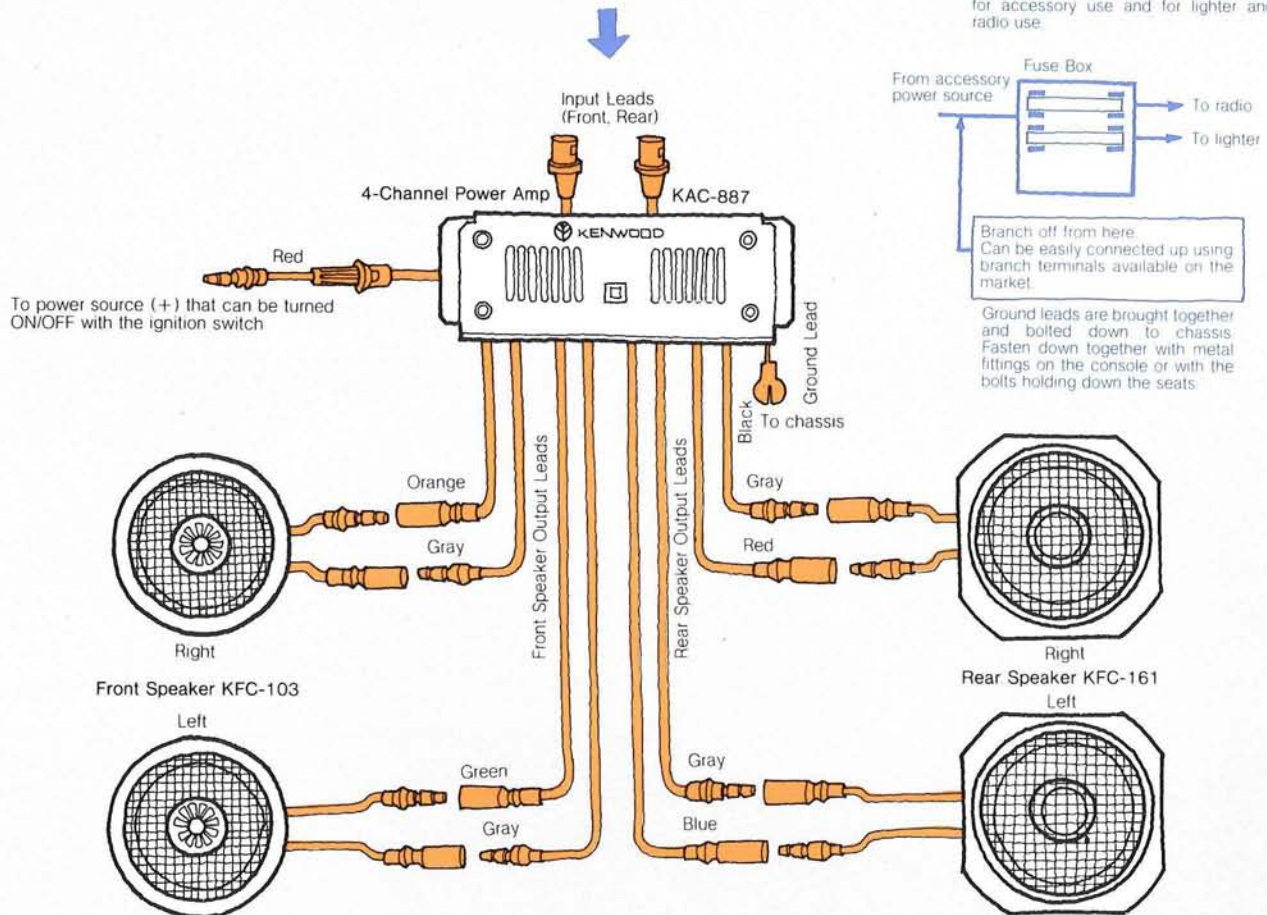 for accessory use and for lighter and
radio use.
Fuse Box
From accessory
power source
To radio
To lighter
Input Leads
(Front, Rear)
4-Channel Power Amp
KAC-887
KENWOOD
Red
To power source (+) that can be turned
ON/OFF with the ignition switch
Branch off from here.
Can be easily connected up using
branch terminals available on the
market.
Ground leads are brought together
and bolted down to chassis.
Fasten down together with metal
fittings on the console or with the
bolts holding down the seats.
Ground Lead
Black
To chassis
Front Speaker Output Leads
Rear Speaker Output Leads
Orange
Gray
Gray
Red
Right
Right
Front Speaker KFC-103
Rear Speaker KFC-161
Left
Left
Green
Gray
Gray
Blue